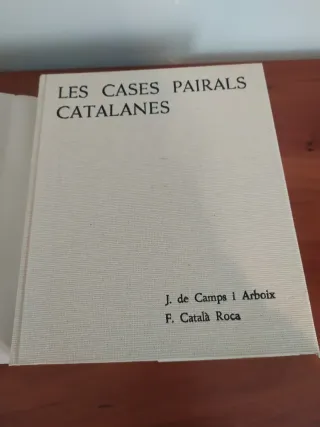 LES CASES PAIRALS
CATALANES
J. de Camps i Arboix
F. Català Roca